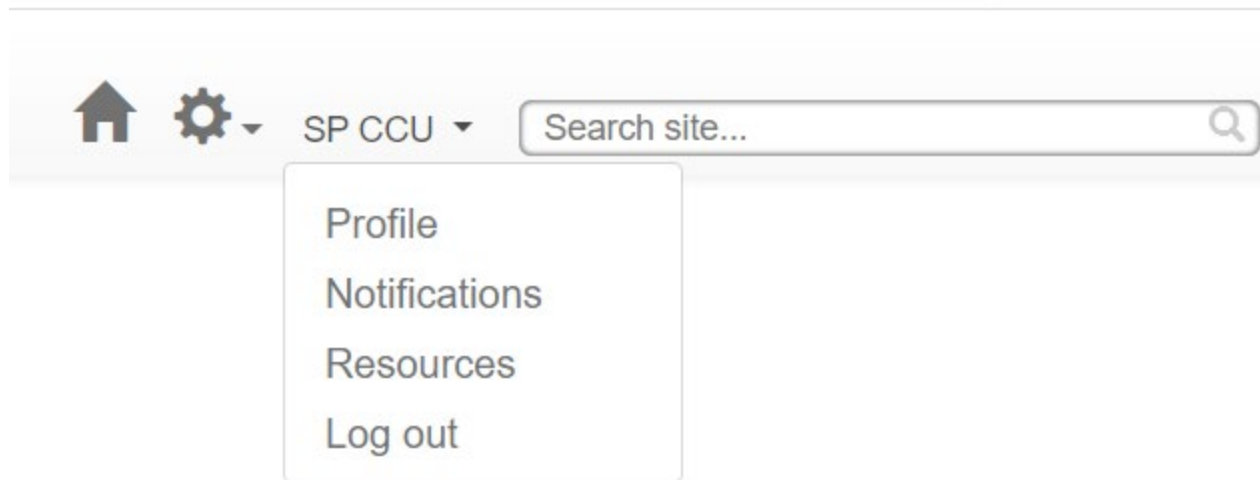 SP CCU
Search site...
Profile
Notifications
Resources
Log out